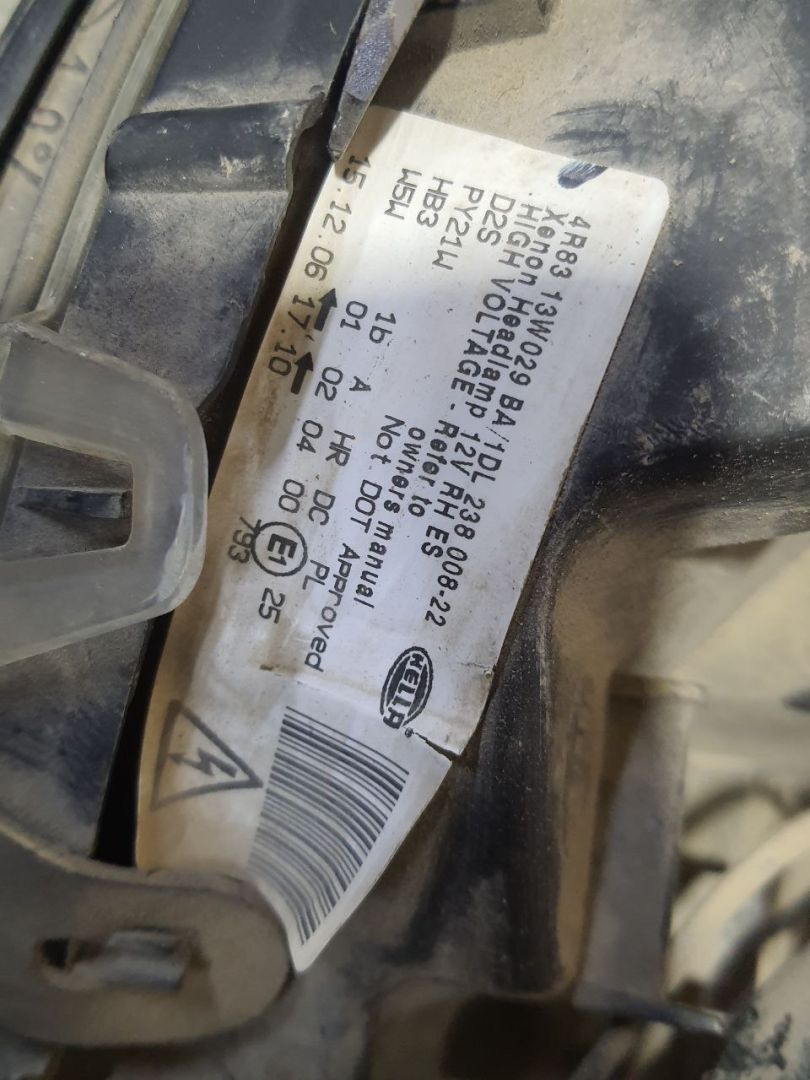 4R83 13W029 BA/1DL 238 008-22
Xenon Headlamp 12V RH ES
HIGH VOLTAGE - Refer to
owners manual
D2S
PY21W
HB3
W5W
Not DOT Approved
1b A HR DC PL
01 02 04 00 E1 25
793
15.12.06 17:10
HELLA